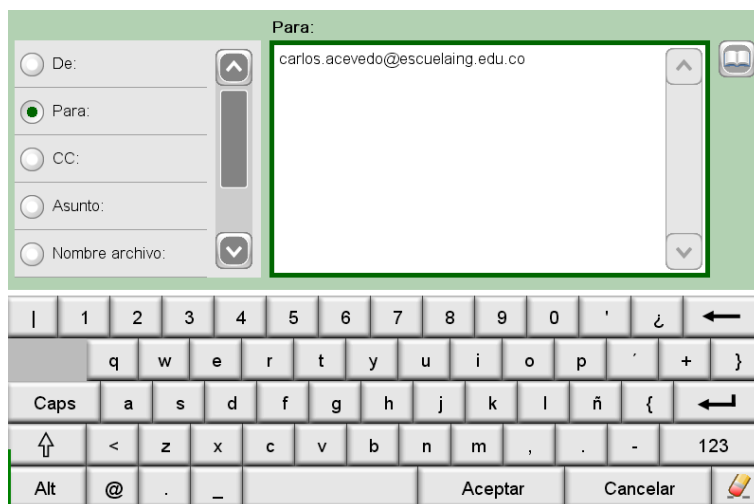 Para:
De:
carlos.acevedo@escuelaing.edu.co
Para:
CC:
Asunto:
Nombre archivo:
| 1 2 3 4 5 6 7 8 9 0 ' ¿
q w e r t y u i o p ´ + }
Caps a s d f g h j k l ñ {
< z x c v b n m , . - 123
Alt @ . _ Aceptar Cancelar